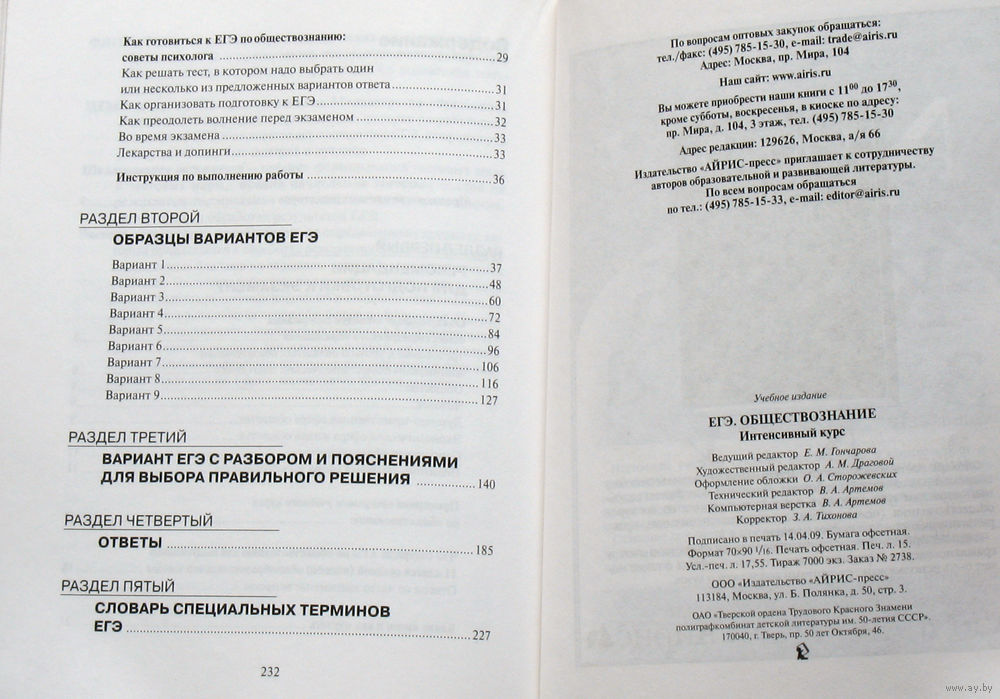 Как готовиться к ЕГЭ по обществознанию:
советы психолога ..... 29
Как решать тест, в котором надо выбрать один
или несколько из предложенных вариантов ответа ..... 31
Как организовать подготовку к ЕГЭ ..... 31
Как преодолеть волнение перед экзаменом ..... 32
Во время экзамена ..... 33
Лекарства и допинги ..... 33
Инструкция по выполнению работы ..... 36
РАЗДЕЛ ВТОРОЙ
ОБРАЗЦЫ ВАРИАНТОВ ЕГЭ
Вариант 1 ..... 37
Вариант 2 ..... 48
Вариант 3 ..... 60
Вариант 4 ..... 72
Вариант 5 ..... 84
Вариант 6 ..... 96
Вариант 7 ..... 106
Вариант 8 ..... 116
Вариант 9 ..... 127
РАЗДЕЛ ТРЕТИЙ
ВАРИАНТ ЕГЭ С РАЗБОРОМ И ПОЯСНЕНИЯМИ
ДЛЯ ВЫБОРА ПРАВИЛЬНОГО РЕШЕНИЯ ..... 140
РАЗДЕЛ ЧЕТВЕРТЫЙ
ОТВЕТЫ ..... 185
РАЗДЕЛ ПЯТЫЙ
СЛОВАРЬ СПЕЦИАЛЬНЫХ ТЕРМИНОВ
ЕГЭ ..... 227
232
По вопросам оптовых закупок обращаться:
тел./факс: (495) 785-15-30, e-mail: trade@airis.ru
Адрес: Москва, пр. Мира, 104
Наш сайт: www.airis.ru
Вы можете приобрести наши книги с 11⁰⁰ до 17³⁰,
кроме субботы, воскресенья, в киоске по адресу:
пр. Мира, д. 104, 3 этаж, тел. (495) 785-15-30
Адрес редакции: 129626, Москва, а/я 66
Издательство «АЙРИС-пресс» приглашает к сотрудничеству
авторов образовательной и развивающей литературы.
По всем вопросам обращаться
по тел.: (495) 785-15-33, e-mail: editor@airis.ru
Учебное издание
ЕГЭ. ОБЩЕСТВОЗНАНИЕ
Интенсивный курс
Ведущий редактор Е. М. Гончарова
Художественный редактор А. М. Драговой
Оформление обложки О. А. Сторожевских
Технический редактор В. А. Артемов
Компьютерная верстка В. А. Артемов
Корректор З. А. Тихонова
Подписано в печать 14.04.09. Бумага офсетная.
Формат 70×90 1/16. Печать офсетная. Печ. л. 15.
Усл.-печ. л. 17,55. Тираж 7000 экз. Заказ № 2738.
ООО «Издательство «АЙРИС-пресс»
113184, Москва, ул. Б. Полянка, д. 50, стр. 3.
ОАО «Тверской ордена Трудового Красного Знамени
полиграфкомбинат детской литературы им. 50-летия СССР».
170040, г. Тверь, пр. 50 лет Октября, 46.
www.ay.by